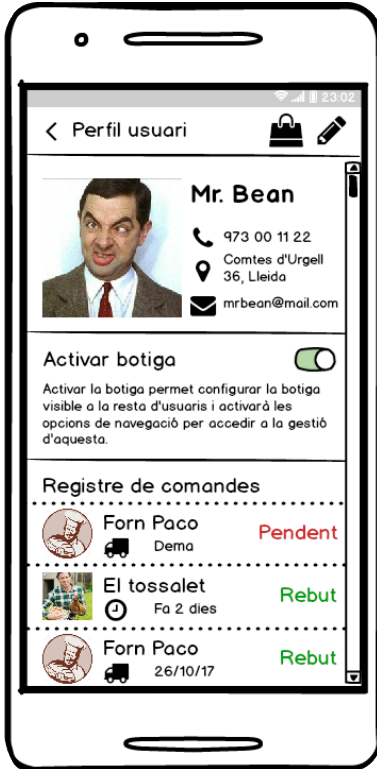 23:02
Perfil usuari
Mr. Bean
973 00 11 22
Comtes d'Urgell
36, Lleida
mrbean@mail.com
Activar botiga
Activar la botiga permet configurar la botiga
visible a la resta d'usuaris i activarà les
opcions de navegació per accedir a la gestió
d'aquesta.
Registre de comandes
Forn Paco
Pendent
Dema
El tossalet
Rebut
Fa 2 dies
Forn Paco
Rebut
26/10/17